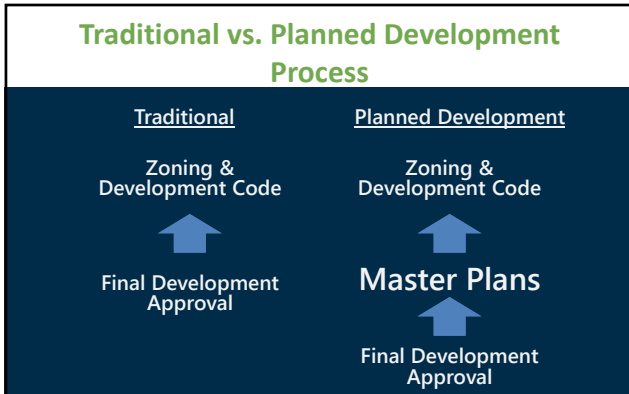 Traditional vs. Planned Development
Process
Traditional
Zoning &
Development Code
Final Development
Approval
Planned Development
Zoning &
Development Code
Master Plans
Final Development
Approval